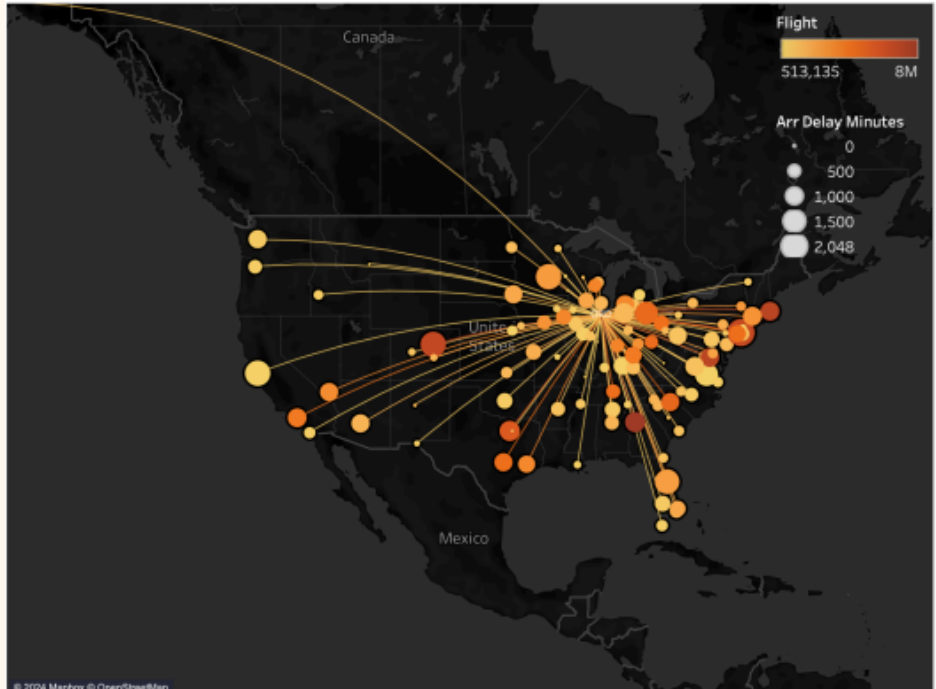 Canada
Flight
513,135 8M
Arr Delay Minutes
0
500
1,000
1,500
2,048
United
States
Mexico
© 2024 Mapbox © OpenStreetMap